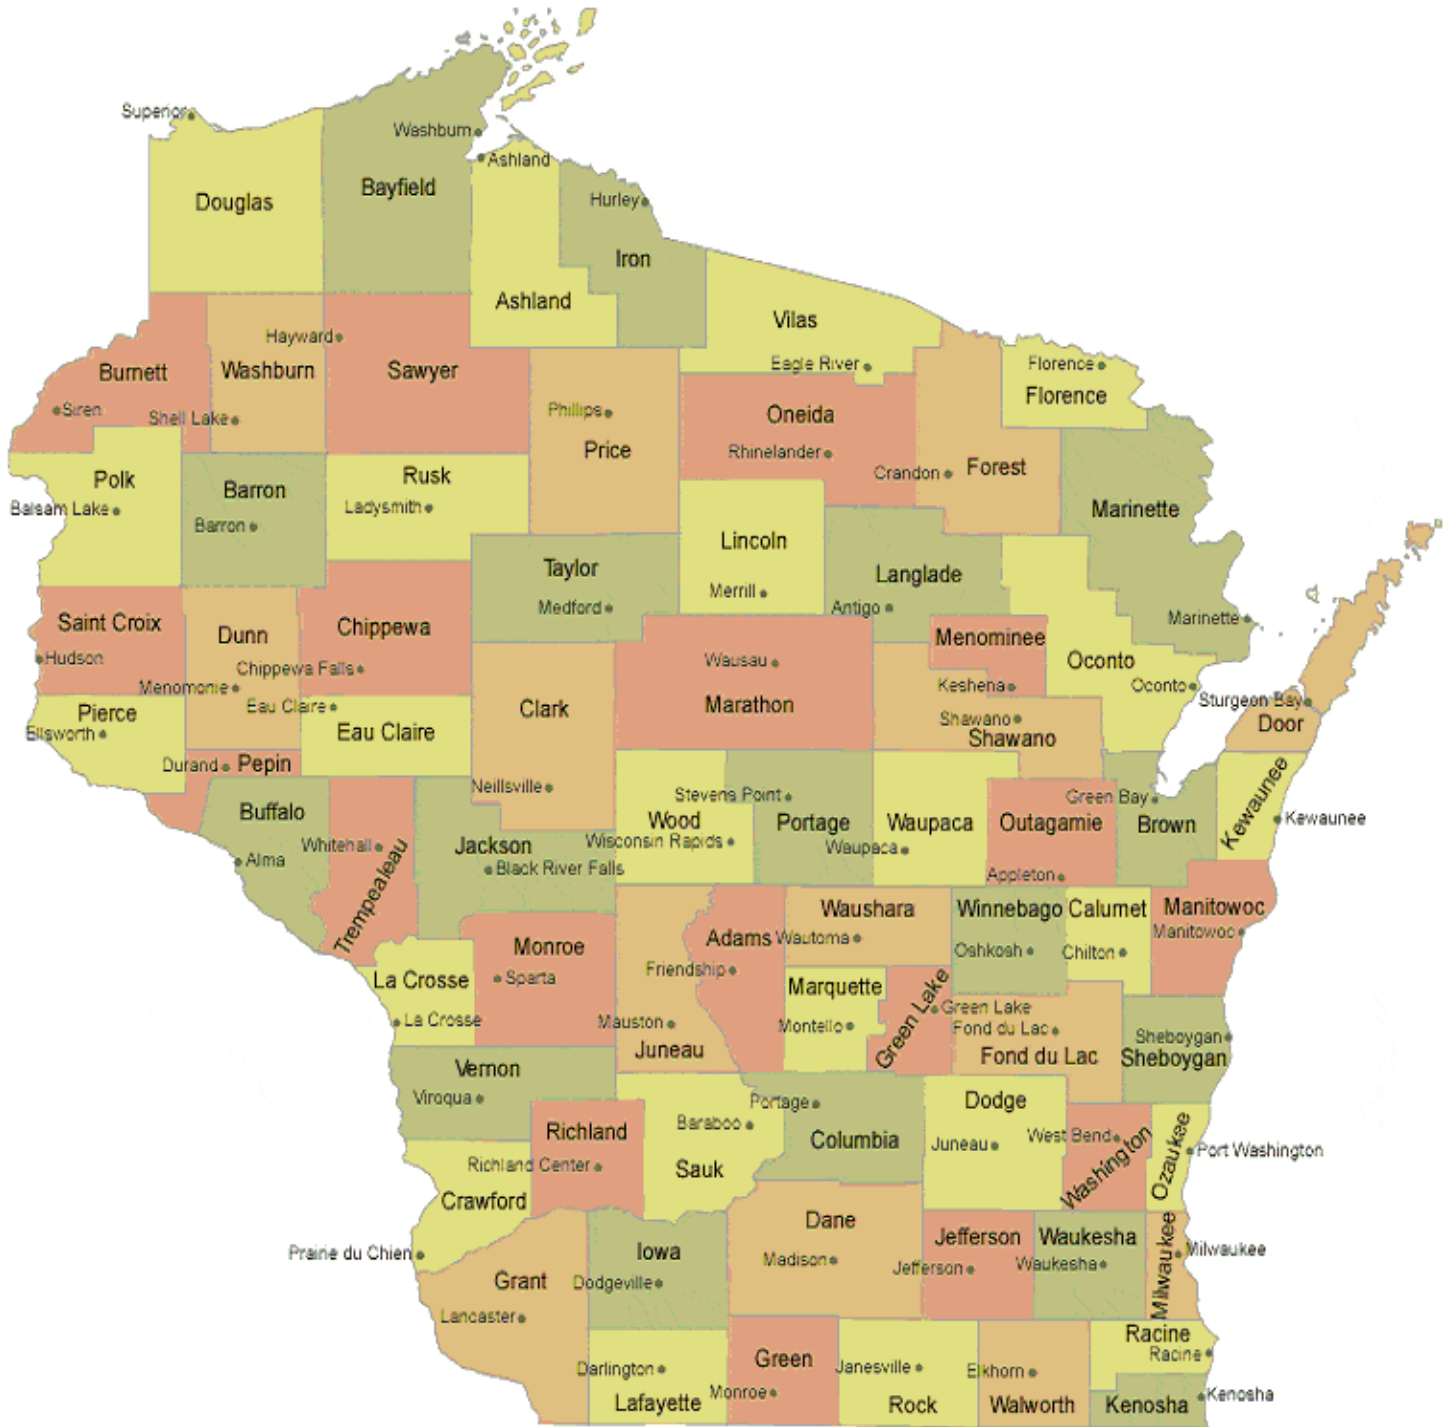 Superior
Washburn
Ashland
Bayfield
Douglas
Hurley
Iron
Ashland
Vilas
Hayward
Eagle River
Florence
Burnett
Washburn
Sawyer
Florence
Siren
Shell Lake
Phillips
Oneida
Price
Rhinelander
Crandon
Forest
Polk
Rusk
Barron
Balsam Lake
Ladysmith
Marinette
Barron
Lincoln
Taylor
Langlade
Merrill
Medford
Antigo
Marinette
Saint Croix
Dunn
Chippewa
Menominee
Hudson
Chippewa Falls
Wausau
Oconto
Menomonie
Keshena
Oconto
Sturgeon Bay
Pierce
Eau Claire
Clark
Marathon
Shawano
Door
Ellsworth
Eau Claire
Shawano
Durand
Pepin
Neillsville
Stevens Point
Green Bay
Kewaunee
Buffalo
Wood
Portage
Waupaca
Outagamie
Brown
Kewaunee
Whitehall
Jackson
Wisconsin Rapids
Waupaca
Alma
Black River Falls
Appleton
Trempealeau
Waushara
Winnebago
Calumet
Manitowoc
Monroe
Adams
Wautoma
Oshkosh
Chilton
Manitowoc
La Crosse
Sparta
Friendship
Marquette
Green Lake
Green Lake
La Crosse
Mauston
Montello
Fond du Lac
Sheboygan
Juneau
Fond du Lac
Sheboygan
Vernon
Viroqua
Portage
Dodge
Richland
Baraboo
Columbia
Juneau
West Bend
Washington
Ozaukee
Port Washington
Richland Center
Sauk
Crawford
Dane
Prairie du Chien
Iowa
Madison
Jefferson
Waukesha
Milwaukee
Milwaukee
Grant
Dodgeville
Jefferson
Waukesha
Lancaster
Racine
Darlington
Green
Janesville
Elkhorn
Racine
Lafayette
Monroe
Rock
Walworth
Kenosha
Kenosha